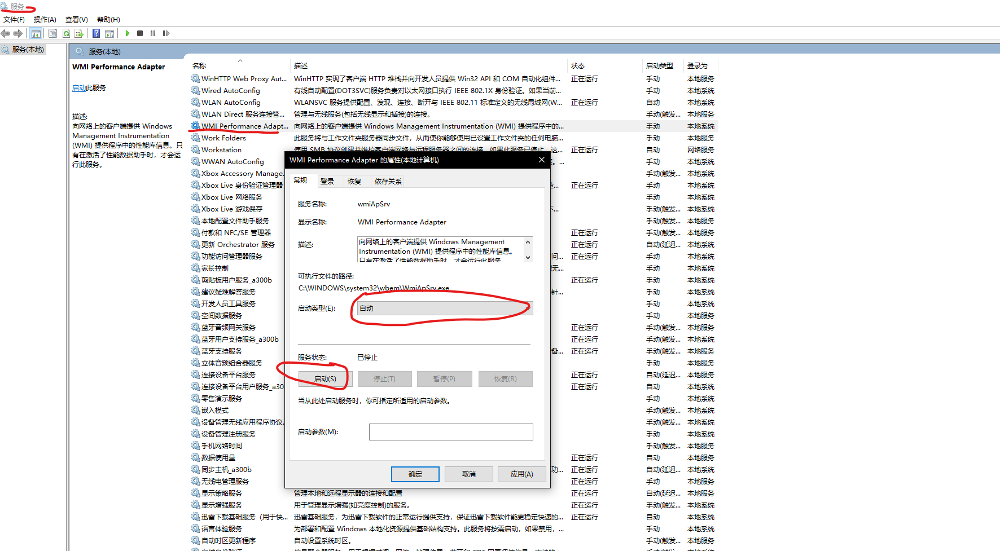 服务
文件(F) 操作(A) 查看(V) 帮助(H)
服务(本地)
服务(本地)
WMI Performance Adapter
启动此服务
描述:
向网络上的客户端提供 Windows
Management Instrumentation
(WMI) 提供程序中的性能库信息。只
有在激活了性能数据助手时，才会运
行此服务。
名称 描述 状态 启动类型 登录为
WinHTTP Web Proxy Aut... WinHTTP 实现了客户端 HTTP 堆栈并向开发人员提供 Win32 API 和 COM 自动化组件... 正在运行 手动 本地服务
Wired AutoConfig 有线自动配置(DOT3SVC)服务负责对以太网接口执行 IEEE 802.1X 身份验证。如果当前... 手动 本地系统
WLAN AutoConfig WLANSVC 服务提供配置、发现、连接、断开与 IEEE 802.11 标准定义的无线局域网(W... 正在运行 自动 本地系统
WLAN Direct 服务连接管... 管理与无线服务(包括无线显示和插接)的连接。 手动(触发... 本地服务
WMI Performance Adapt... 向网络上的客户端提供 Windows Management Instrumentation (WMI) 提供程序中的... 手动 本地系统
Work Folders 此服务将与工作文件夹服务器同步文件，从而使你能够使用已设置工作文件夹的任何电脑... 手动 本地服务
Workstation 使用 SMB 协议创建并维护客户端网络与远程服务器之间的连接。如果此服务已停止，这... 正在运行 自动 网络服务
WWAN AutoConfig 手动 本地系统
Xbox Accessory Manage. 手动(触发... 本地系统
Xbox Live 身份验证管理器 正在运行 手动 本地系统
Xbox Live 网络服务 手动 本地系统
Xbox Live 游戏保存 手动(触发... 本地系统
本地配置文件助手服务 手动(触发... 本地服务
付款和 NFC/SE 管理器 正在运行 手动(触发... 本地服务
更新 Orchestrator 服务 正在运行 自动(延迟... 本地系统
功能访问管理器服务 正在运行 手动 本地系统
家长控制 手动 本地系统
剪贴板用户服务_a300b 正在运行 手动 本地系统
建议疑难解答服务 手动 本地系统
开发人员工具服务 手动 本地系统
空间数据服务 手动 本地服务
蓝牙音频网关服务 正在运行 手动(触发... 本地服务
蓝牙用户支持服务_a300b 正在运行 手动(触发... 本地系统
蓝牙支持服务 正在运行 手动(触发... 本地服务
立体音频组合器服务 手动 本地服务
连接设备平台服务 正在运行 自动(延迟... 本地服务
连接设备平台用户服务_a30 正在运行 自动 本地系统
零售演示服务 手动 本地系统
嵌入模式 手动(触发... 本地系统
设备管理无线应用程序协议. 手动(触发... 本地系统
设备管理注册服务 手动 本地系统
手机网络时间 手动 本地服务
数据使用量 正在运行 自动 本地服务
同步主机_a300b 正在运行 自动(延迟... 本地系统
无线电管理服务 正在运行 手动 本地服务
显示策略服务 管理本地和远程显示器的连接和配置 正在运行 自动(延迟... 本地服务
显示增强服务 用于管理显示增强(如亮度控制)的服务。 正在运行 手动(触发... 本地系统
迅雷下载基础服务（用于快... 迅雷基础服务，为迅雷下载软件的正常运行提供支持，保证迅雷下载软件能更稳定快速的... 正在运行 自动 本地系统
语言体验服务 为部署和配置 Windows 本地化资源提供基础结构支持。此服务将按需启动，如果禁用，... 手动 本地系统
自动时区更新程序 自动设置系统时区。 手动(触发... 本地服务
WMI Performance Adapter 的属性(本地计算机)
常规 登录 恢复 依存关系
服务名称: wmiApSrv
显示名称: WMI Performance Adapter
描述: 向网络上的客户端提供 Windows Management
Instrumentation (WMI) 提供程序中的性能库信息。
只有在激活了性能数据助手时，才会运行此服务
可执行文件的路径:
C:\WINDOWS\system32\wbem\WmiApSrv.exe
启动类型(E): 自动
服务状态: 已停止
启动(S) 停止(T) 暂停(P) 恢复(R)
当从此处启动服务时，你可指定所适用的启动参数。
启动参数(M):
确定 取消 应用(A)